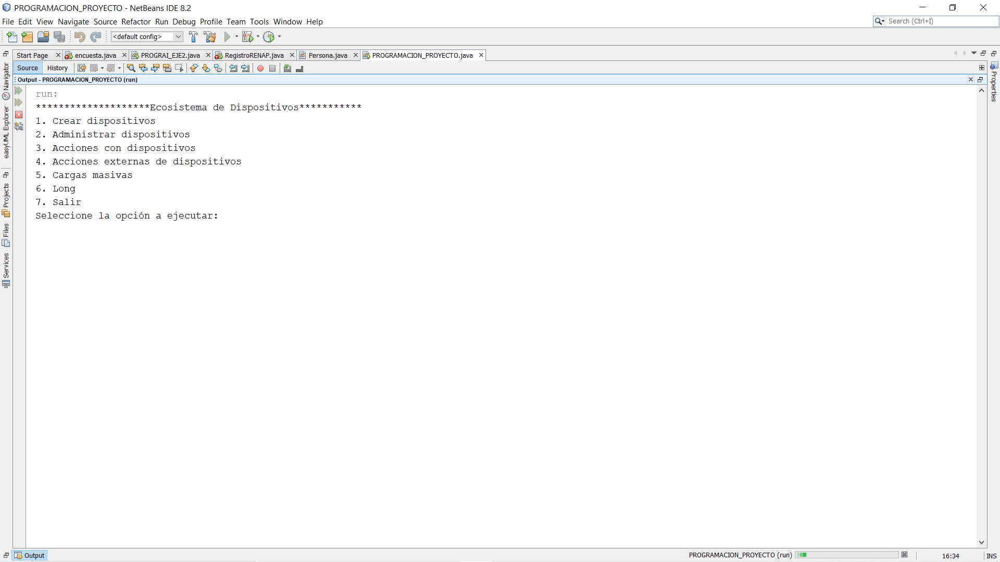 PROGRAMACION_PROYECTO - NetBeans IDE 8.2
File Edit View Navigate Source Refactor Run Debug Profile Team Tools Window Help
Search (Ctrl+I)
<default config>
Start Page encuesta.java PROGRAI_EJE2.java RegistroRENAP.java Persona.java PROGRAMACION_PROYECTO.java
Source History
Output - PROGRAMACION_PROYECTO (run)
run:
********************Ecosistema de Dispositivos***********
1. Crear dispositivos
2. Administrar dispositivos
3. Acciones con dispositivos
4. Acciones externas de dispositivos
5. Cargas masivas
6. Long
7. Salir
Seleccione la opción a ejecutar:
Navigator
easyUML Explorer
Projects
Files
Services
Properties
Output
PROGRAMACION_PROYECTO (run)
16:34
INS